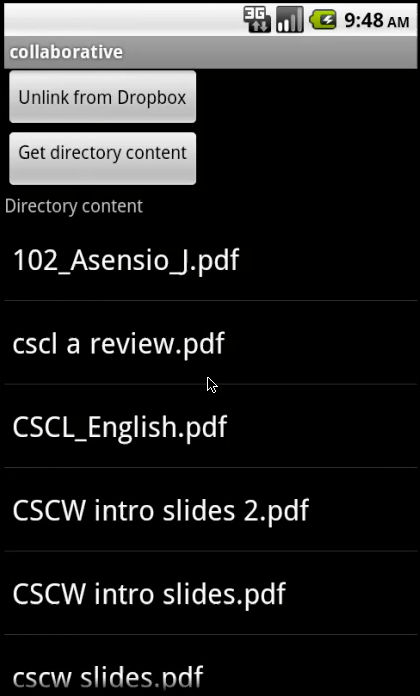 3G
9:48 AM
collaborative
Unlink from Dropbox
Get directory content
Directory content
102_Asensio_J.pdf
cscl a review.pdf
CSCL_English.pdf
CSCW intro slides 2.pdf
CSCW intro slides.pdf
cscw slides.pdf